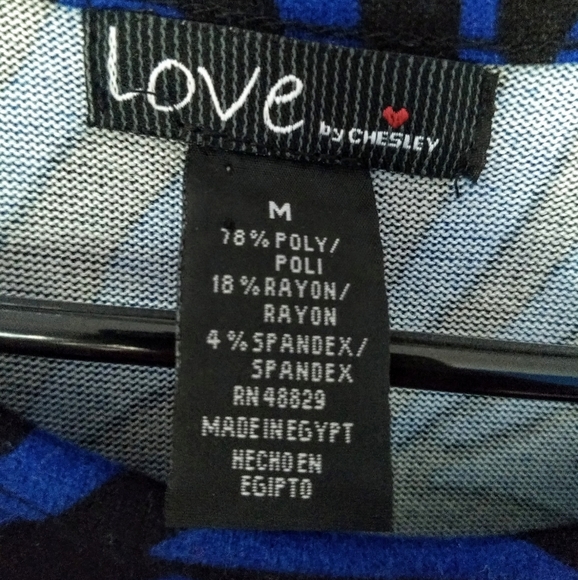 Love
by CHESLEY
M
78% POLY/
POLI
18% RAYON/
RAYON
4% SPANDEX/
SPANDEX
RN 48829
MADE IN EGYPT
HECHO EN
EGIPTO